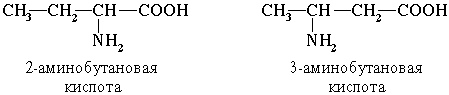 CH₃—CH₂—CH—COOH
NH₂
2-аминобутановая
кислота
CH₃—CH—CH₂—COOH
NH₂
3-аминобутановая
кислота